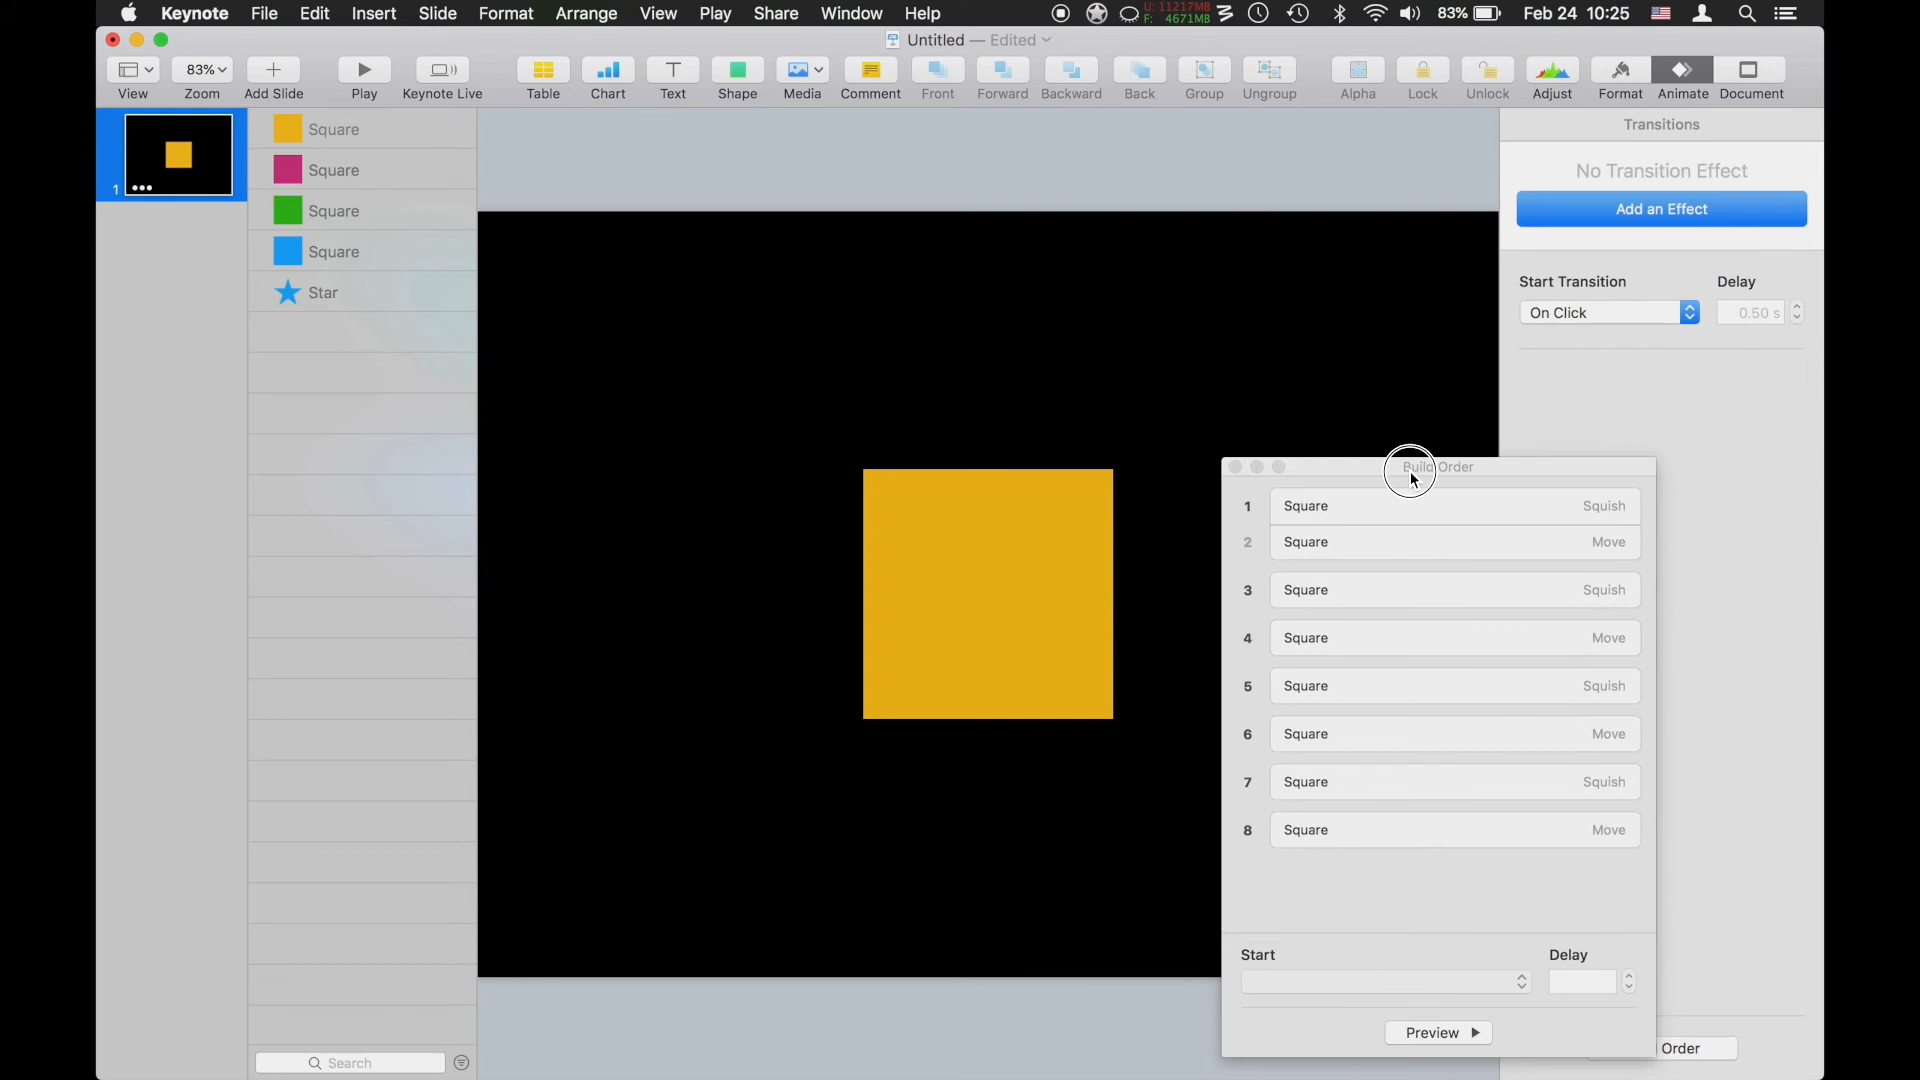 Keynote File Edit Insert Slide Format Arrange View Play Share Window Help U: 11217MB F: 4671MB 83% Feb 24 10:25
Untitled — Edited
83%
View Zoom Add Slide Play Keynote Live Table Chart Text Shape Media Comment Front Forward Backward Back Group Ungroup Alpha Lock Unlock Adjust Format Animate Document
1
Square
Square
Square
Square
Star
Search
Transitions
No Transition Effect
Add an Effect
Start Transition Delay
On Click 0.50 s
Build Order
1 Square Squish
2 Square Move
3 Square Squish
4 Square Move
5 Square Squish
6 Square Move
7 Square Squish
8 Square Move
Start Delay
Preview
Order